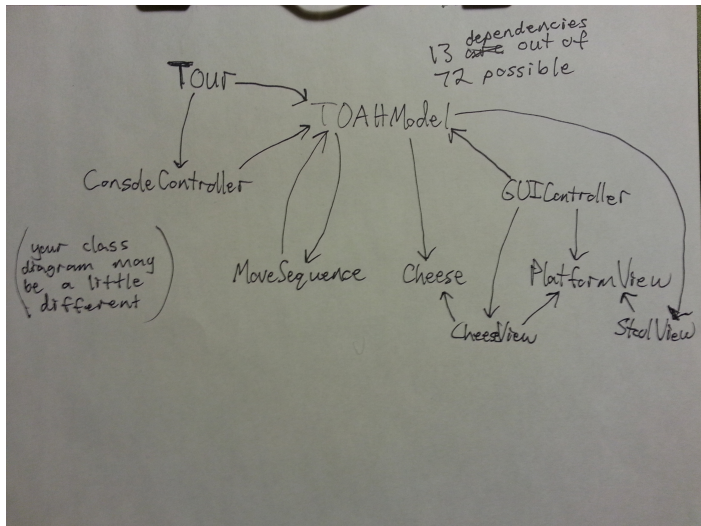 13 dependencies
out of
72 possible
Tour
TOAHModel
ConsoleController
GUIController
(your class
diagram may
be a little
different)
MoveSequence
Cheese
PlatformView
CheeseView
StoolView